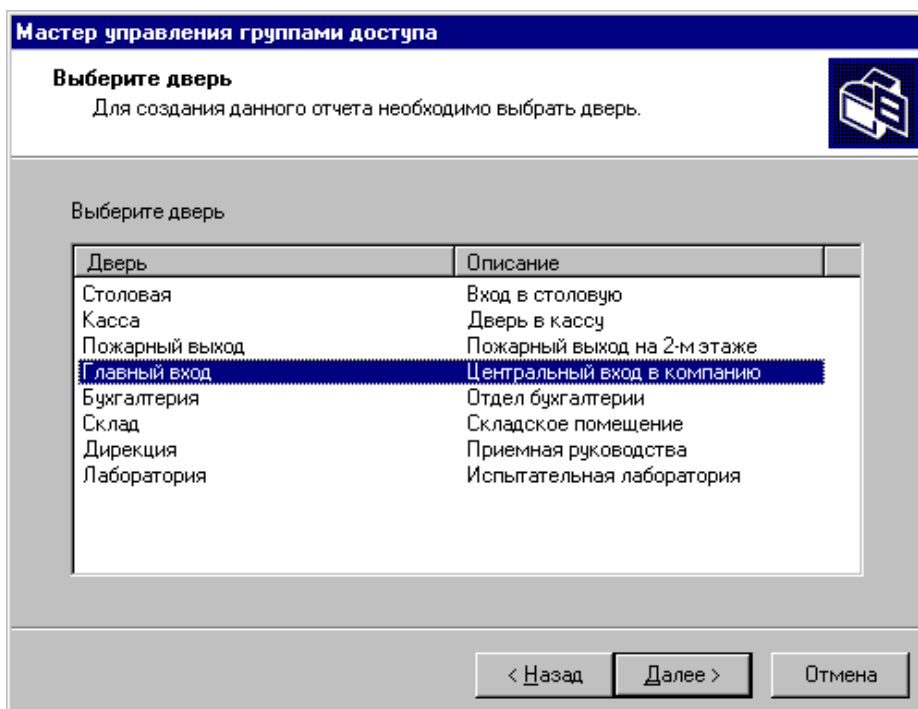 Мастер управления группами доступа
Выберите дверь
Для создания данного отчета необходимо выбрать дверь.
Выберите дверь
Дверь Описание
Столовая Вход в столовую
Касса Дверь в кассу
Пожарный выход Пожарный выход на 2-м этаже
Главный вход Центральный вход в компанию
Бухгалтерия Отдел бухгалтерии
Склад Складское помещение
Дирекция Приемная руководства
Лаборатория Испытательная лаборатория
< Назад Далее > Отмена